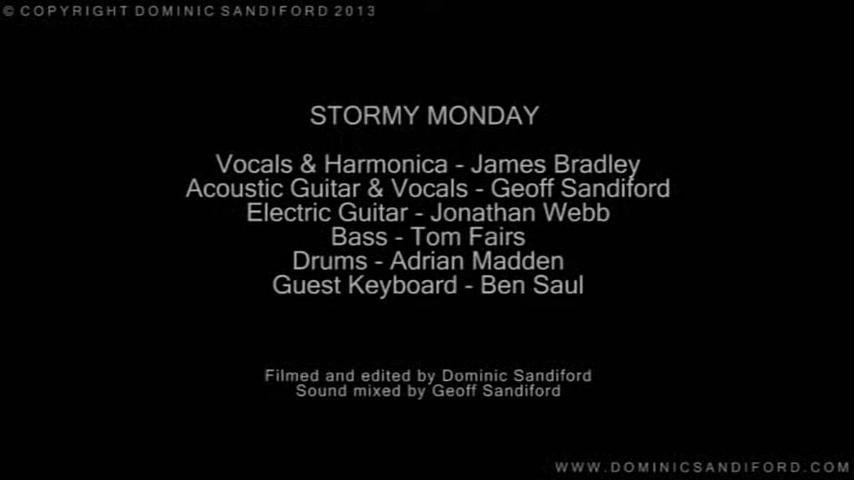 © COPYRIGHT DOMINIC SANDIFORD 2013
STORMY MONDAY
Vocals & Harmonica - James Bradley
Acoustic Guitar & Vocals - Geoff Sandiford
Electric Guitar - Jonathan Webb
Bass - Tom Fairs
Drums - Adrian Madden
Guest Keyboard - Ben Saul
Filmed and edited by Dominic Sandiford
Sound mixed by Geoff Sandiford
WWW.DOMINICSANDIFORD.COM